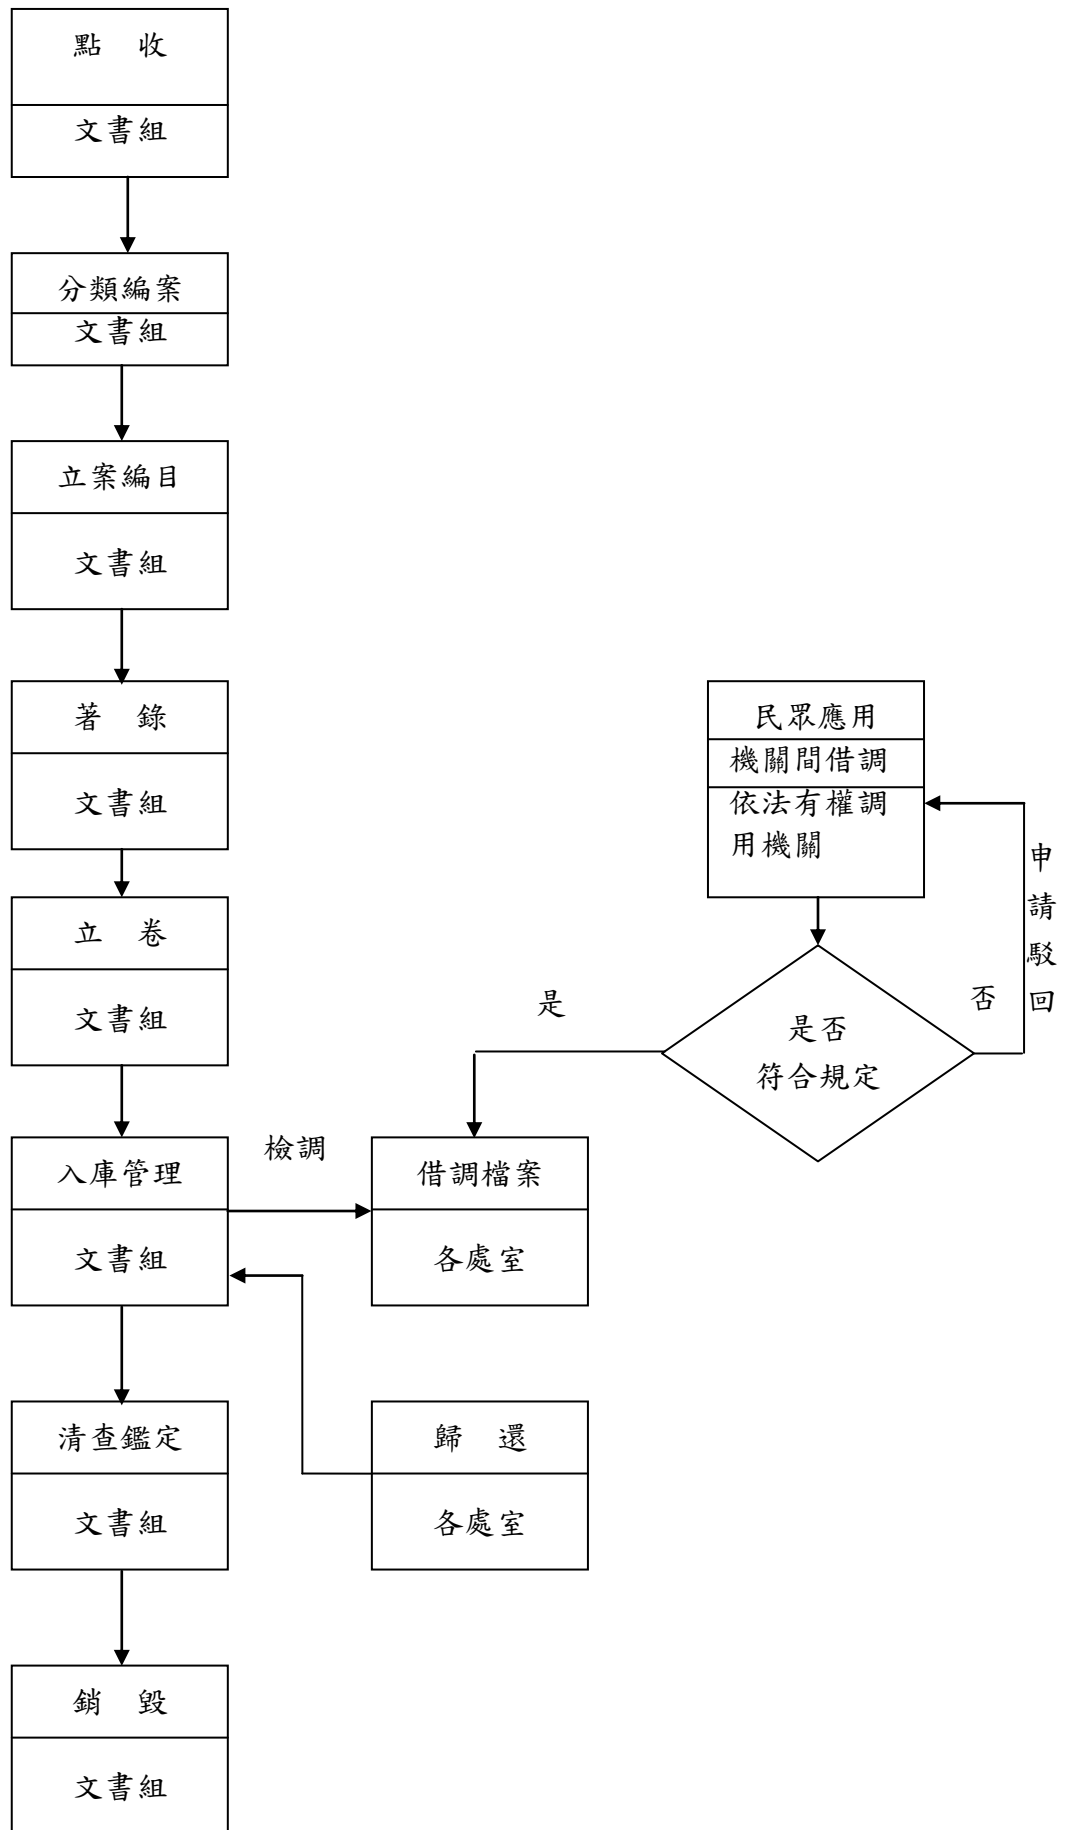 點　收
文書組
分類編案
文書組
立案編目
文書組
著　錄
文書組
立　卷
文書組
入庫管理
文書組
檢調
借調檔案
各處室
民眾應用
機關間借調
依法有權調
用機關
是否
符合規定
是
否
申請駁回
清查鑑定
文書組
歸　還
各處室
銷　毀
文書組